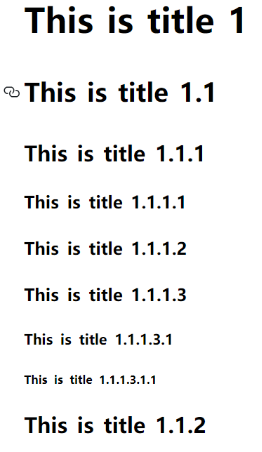 This is title 1
This is title 1.1
This is title 1.1.1
This is title 1.1.1.1
This is title 1.1.1.2
This is title 1.1.1.3
This is title 1.1.1.3.1
This is title 1.1.1.3.1.1
This is title 1.1.2